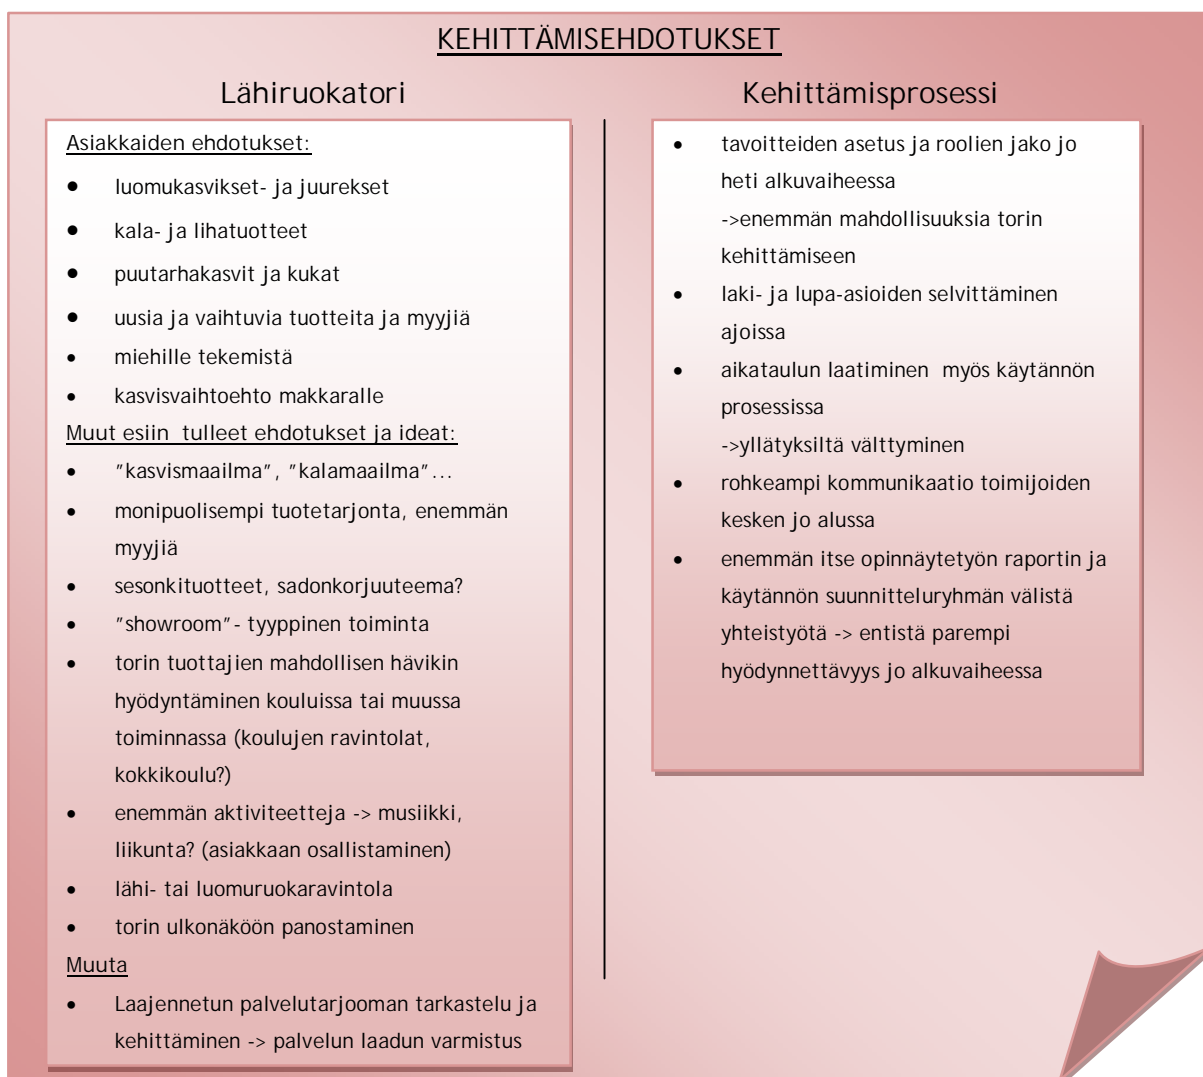 KEHITTÄMISEHDOTUKSET
Lähiruokatori
Asiakkaiden ehdotukset:
• luomukasvikset- ja juurekset
• kala- ja lihatuotteet
• puutarhakasvit ja kukat
• uusia ja vaihtuvia tuotteita ja myyjiä
• miehille tekemistä
• kasvisvaihtoehto makkaralle
Muut esiin tulleet ehdotukset ja ideat:
• ”kasvismaailma”, ”kalamaailma”...
• monipuolisempi tuotetarjonta, enemmän
myyjiä
• sesonkituotteet, sadonkorjuuteema?
• ”showroom”- tyyppinen toiminta
• torin tuottajien mahdollisen hävikin
hyödyntäminen kouluissa tai muussa
toiminnassa (koulujen ravintolat,
kokkikoulu?)
• enemmän aktiviteetteja -> musiikki,
liikunta? (asiakkaan osallistaminen)
• lähi- tai luomuruokaravintola
• torin ulkonäköön panostaminen
Muuta
• Laajennetun palvelutarjooman tarkastelu ja
kehittäminen -> palvelun laadun varmistus
Kehittämisprosessi
• tavoitteiden asetus ja roolien jako jo
heti alkuvaiheessa
->enemmän mahdollisuuksia torin
kehittämiseen
• laki- ja lupa-asioiden selvittäminen
ajoissa
• aikataulun laatiminen myös käytännön
prosessissa
->yllätyksiltä välttyminen
• rohkeampi kommunikaatio toimijoiden
kesken jo alussa
• enemmän itse opinnäytetyön raportin ja
käytännön suunnitteluryhmän välistä
yhteistyötä -> entistä parempi
hyödynnettävyys jo alkuvaiheessa